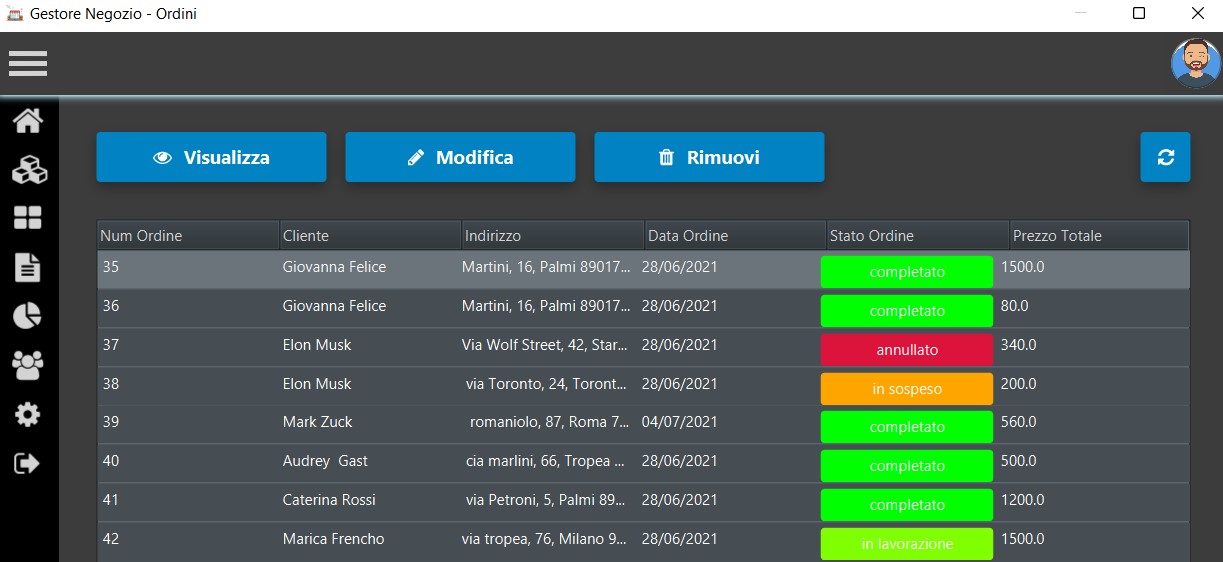 Gestore Negozio - Ordini
Visualizza Modifica Rimuovi
Num Ordine Cliente Indirizzo Data Ordine Stato Ordine Prezzo Totale
35 Giovanna Felice Martini, 16, Palmi 89017... 28/06/2021 completato 1500.0
36 Giovanna Felice Martini, 16, Palmi 89017... 28/06/2021 completato 80.0
37 Elon Musk Via Wolf Street, 42, Star... 28/06/2021 annullato 340.0
38 Elon Musk via Toronto, 24, Toront... 28/06/2021 in sospeso 200.0
39 Mark Zuck romaniolo, 87, Roma 7... 04/07/2021 completato 560.0
40 Audrey Gast cia marlini, 66, Tropea ... 28/06/2021 completato 500.0
41 Caterina Rossi via Petroni, 5, Palmi 89... 28/06/2021 completato 1200.0
42 Marica Frencho via tropea, 76, Milano 9... 28/06/2021 in lavorazione 1500.0